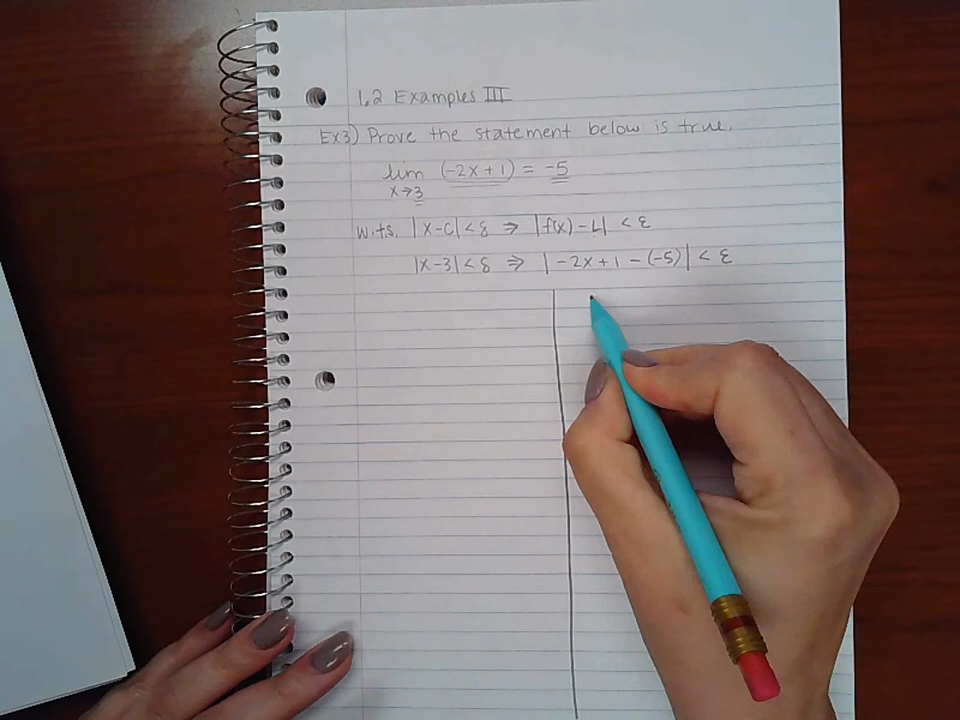 1.2 Examples III
Ex3) Prove the statement below is true.
lim (-2x+1) = -5
x→3
w.t.s. |x-c|<δ ⇒ |f(x)-L| <ε
|x-3|<δ ⇒ |-2x+1-(-5)| <ε